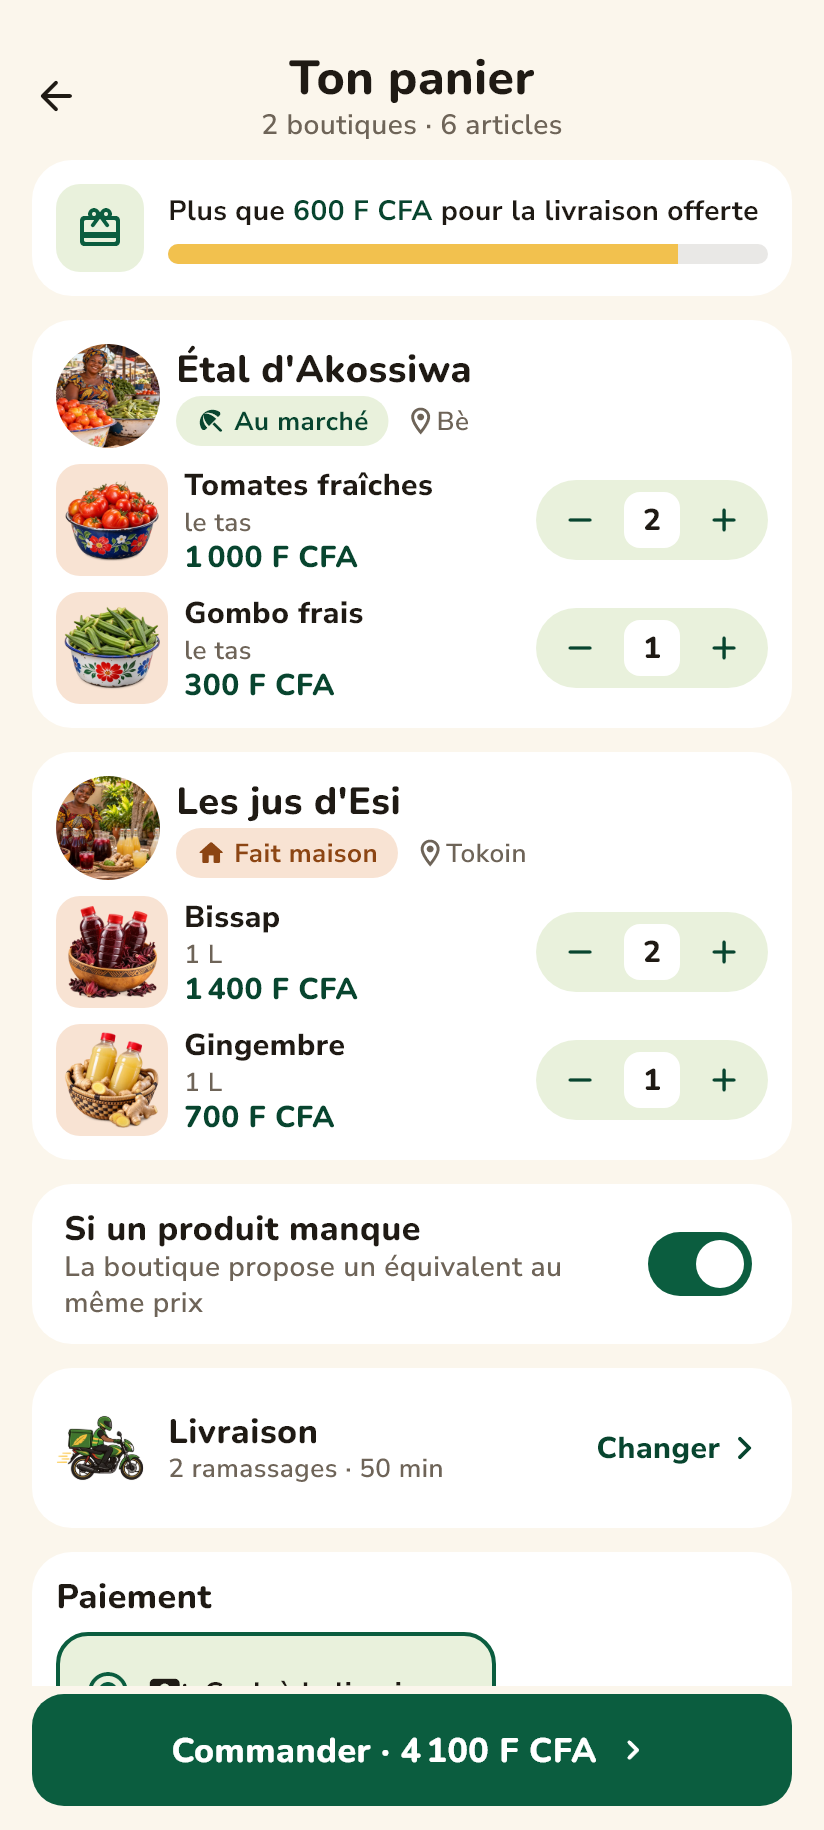 Ton panier
2 boutiques · 6 articles
Plus que 600 F CFA pour la livraison offerte
Étal d'Akossiwa
Au marché
Bè
Tomates fraîches
le tas
1 000 F CFA
2
Gombo frais
le tas
300 F CFA
1
Les jus d'Esi
Fait maison
Tokoin
Bissap
1 L
1 400 F CFA
2
Gingembre
1 L
700 F CFA
1
Si un produit manque
La boutique propose un équivalent au
même prix
Livraison
2 ramassages · 50 min
Changer
Paiement
Commander · 4 100 F CFA